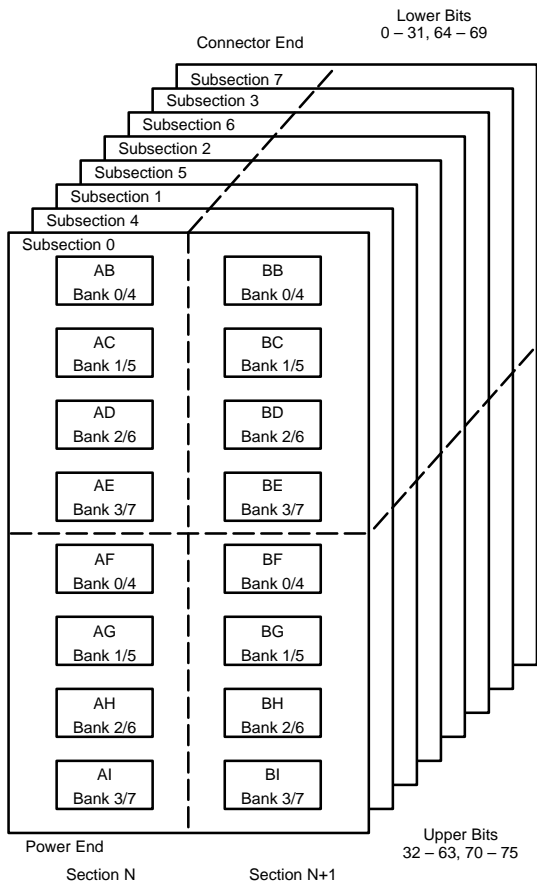 Lower Bits
0 – 31, 64 – 69
Connector End
Subsection 7
Subsection 3
Subsection 6
Subsection 2
Subsection 5
Subsection 1
Subsection 4
Subsection 0
AB
Bank 0/4
BB
Bank 0/4
AC
Bank 1/5
BC
Bank 1/5
AD
Bank 2/6
BD
Bank 2/6
AE
Bank 3/7
BE
Bank 3/7
AF
Bank 0/4
BF
Bank 0/4
AG
Bank 1/5
BG
Bank 1/5
AH
Bank 2/6
BH
Bank 2/6
AI
Bank 3/7
BI
Bank 3/7
Power End
Upper Bits
32 – 63, 70 – 75
Section N
Section N+1